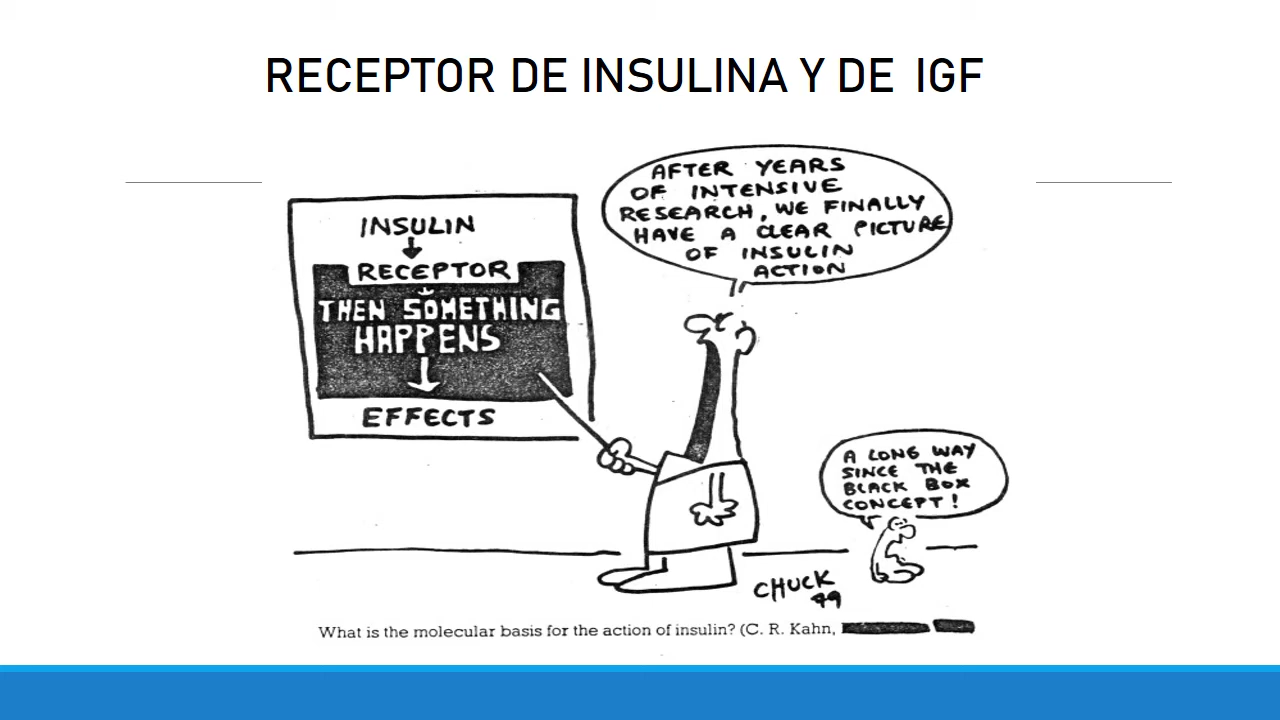 RECEPTOR DE INSULINA Y DE IGF
INSULIN
RECEPTOR
THEN SOMETHING
HAPPENS
EFFECTS
AFTER YEARS
OF INTENSIVE
RESEARCH, WE FINALLY
HAVE A CLEAR PICTURE
OF INSULIN
ACTION
A LONG WAY
SINCE THE
BLACK BOX
CONCEPT!
CHUCK
79
What is the molecular basis for the action of insulin? (C. R. Kahn,